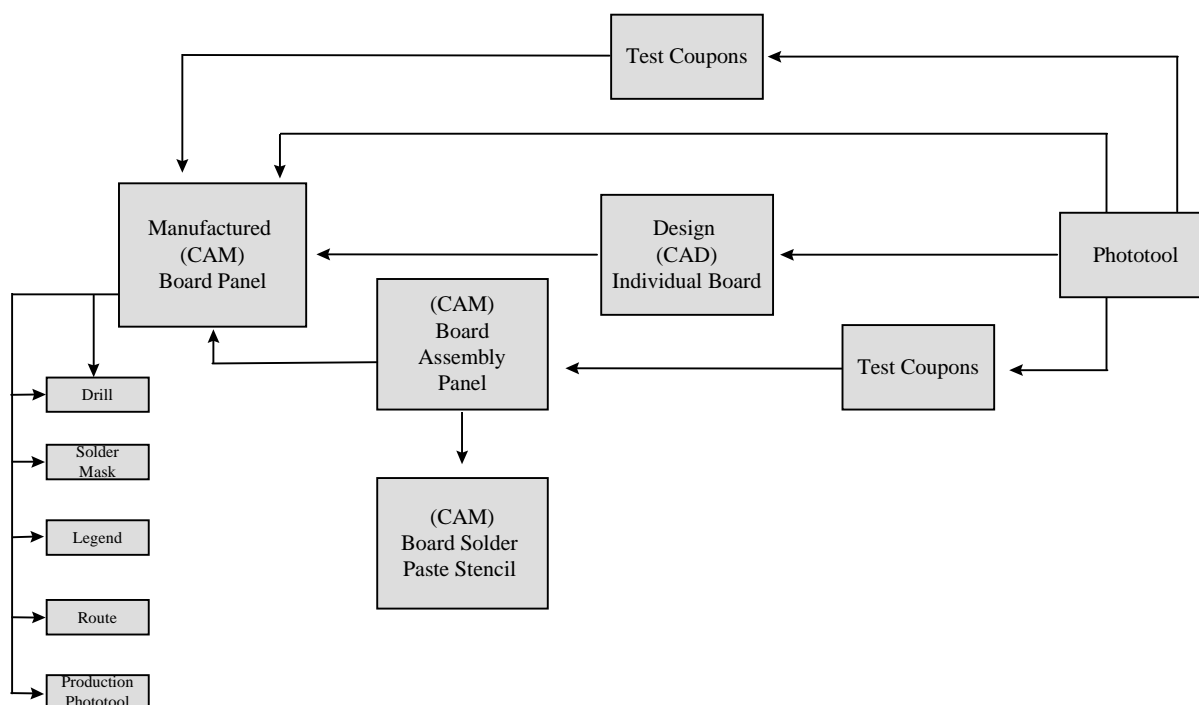 Test Coupons
Manufactured
(CAM)
Board Panel
Design
(CAD)
Individual Board
Phototool
(CAM)
Board
Assembly
Panel
Test Coupons
Drill
Solder
Mask
Legend
(CAM)
Board Solder
Paste Stencil
Route
Production
Phototool